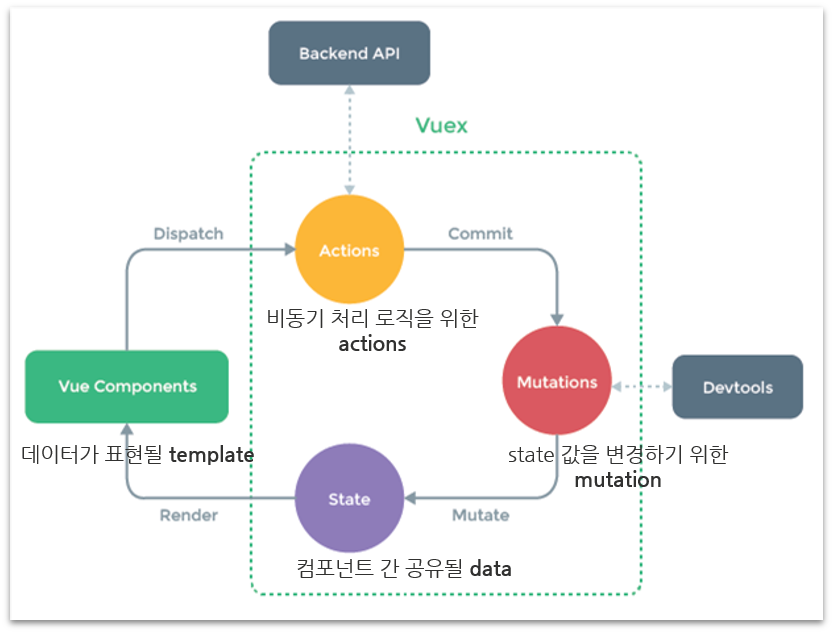 Backend API
Vuex
Dispatch
Actions
Commit
비동기 처리 로직을 위한
actions
Vue Components
Mutations
Devtools
데이터가 표현될 template
state 값을 변경하기 위한
mutation
State
Render
Mutate
컴포넌트 간 공유될 data